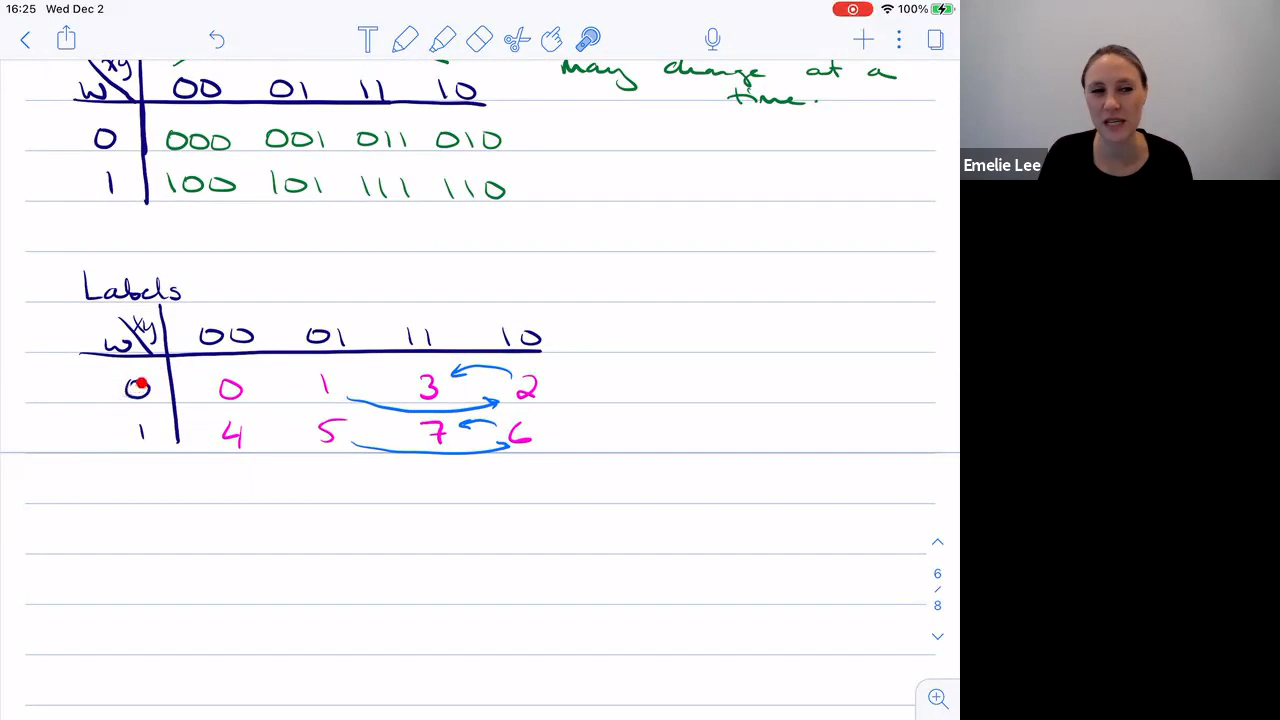 16:25 Wed Dec 2
100%
xy
w 00 01 11 10
may change at a
time.
0 000 001 011 010
1 100 101 111 110
Emelie Lee
Labels
xy
w 00 01 11 10
0 0 1 3 2
1 4 5 7 6
6
/
8